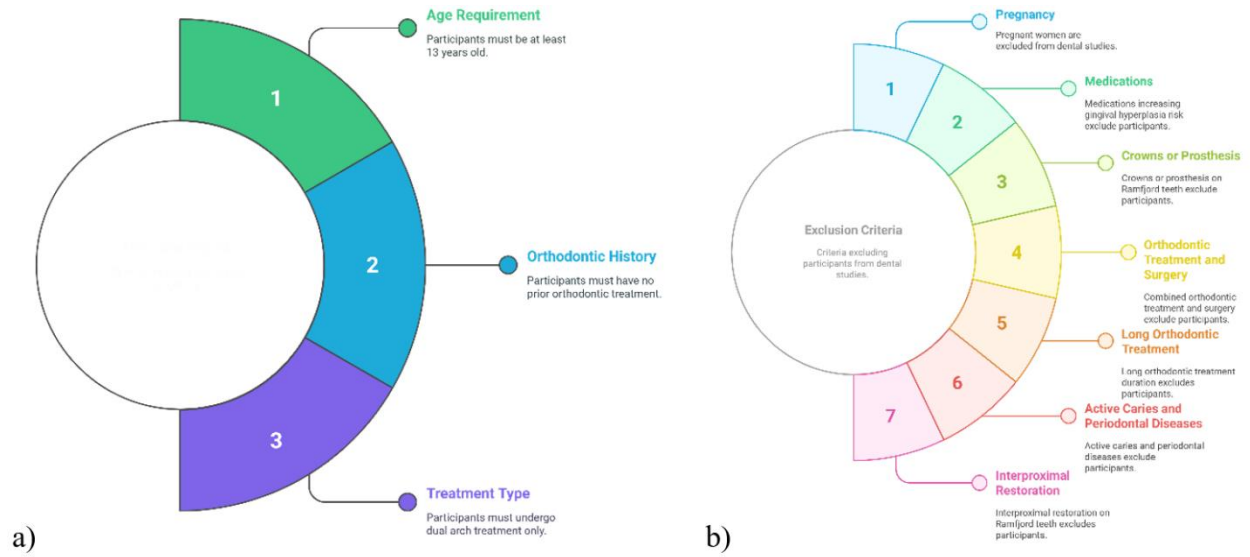 1
Age Requirement
Participants must be at least
13 years old.
2
Orthodontic History
Participants must have no
prior orthodontic treatment.
3
Treatment Type
Participants must undergo
dual arch treatment only.
a)
Exclusion Criteria
Criteria excluding
participants from dental
studies.
1
Pregnancy
Pregnant women are
excluded from dental studies.
2
Medications
Medications increasing
gingival hyperplasia risk
exclude participants.
3
Crowns or Prosthesis
Crowns or prosthesis on
Ramfjord teeth exclude
participants.
4
Orthodontic
Treatment and
Surgery
Combined orthodontic
treatment and surgery
exclude participants.
5
Long Orthodontic
Treatment
Long orthodontic treatment
duration excludes
participants.
6
Active Caries and
Periodontal Diseases
Active caries and periodontal
diseases exclude
participants.
7
Interproximal
Restoration
Interproximal restoration on
Ramfjord teeth excludes
participants.
b)